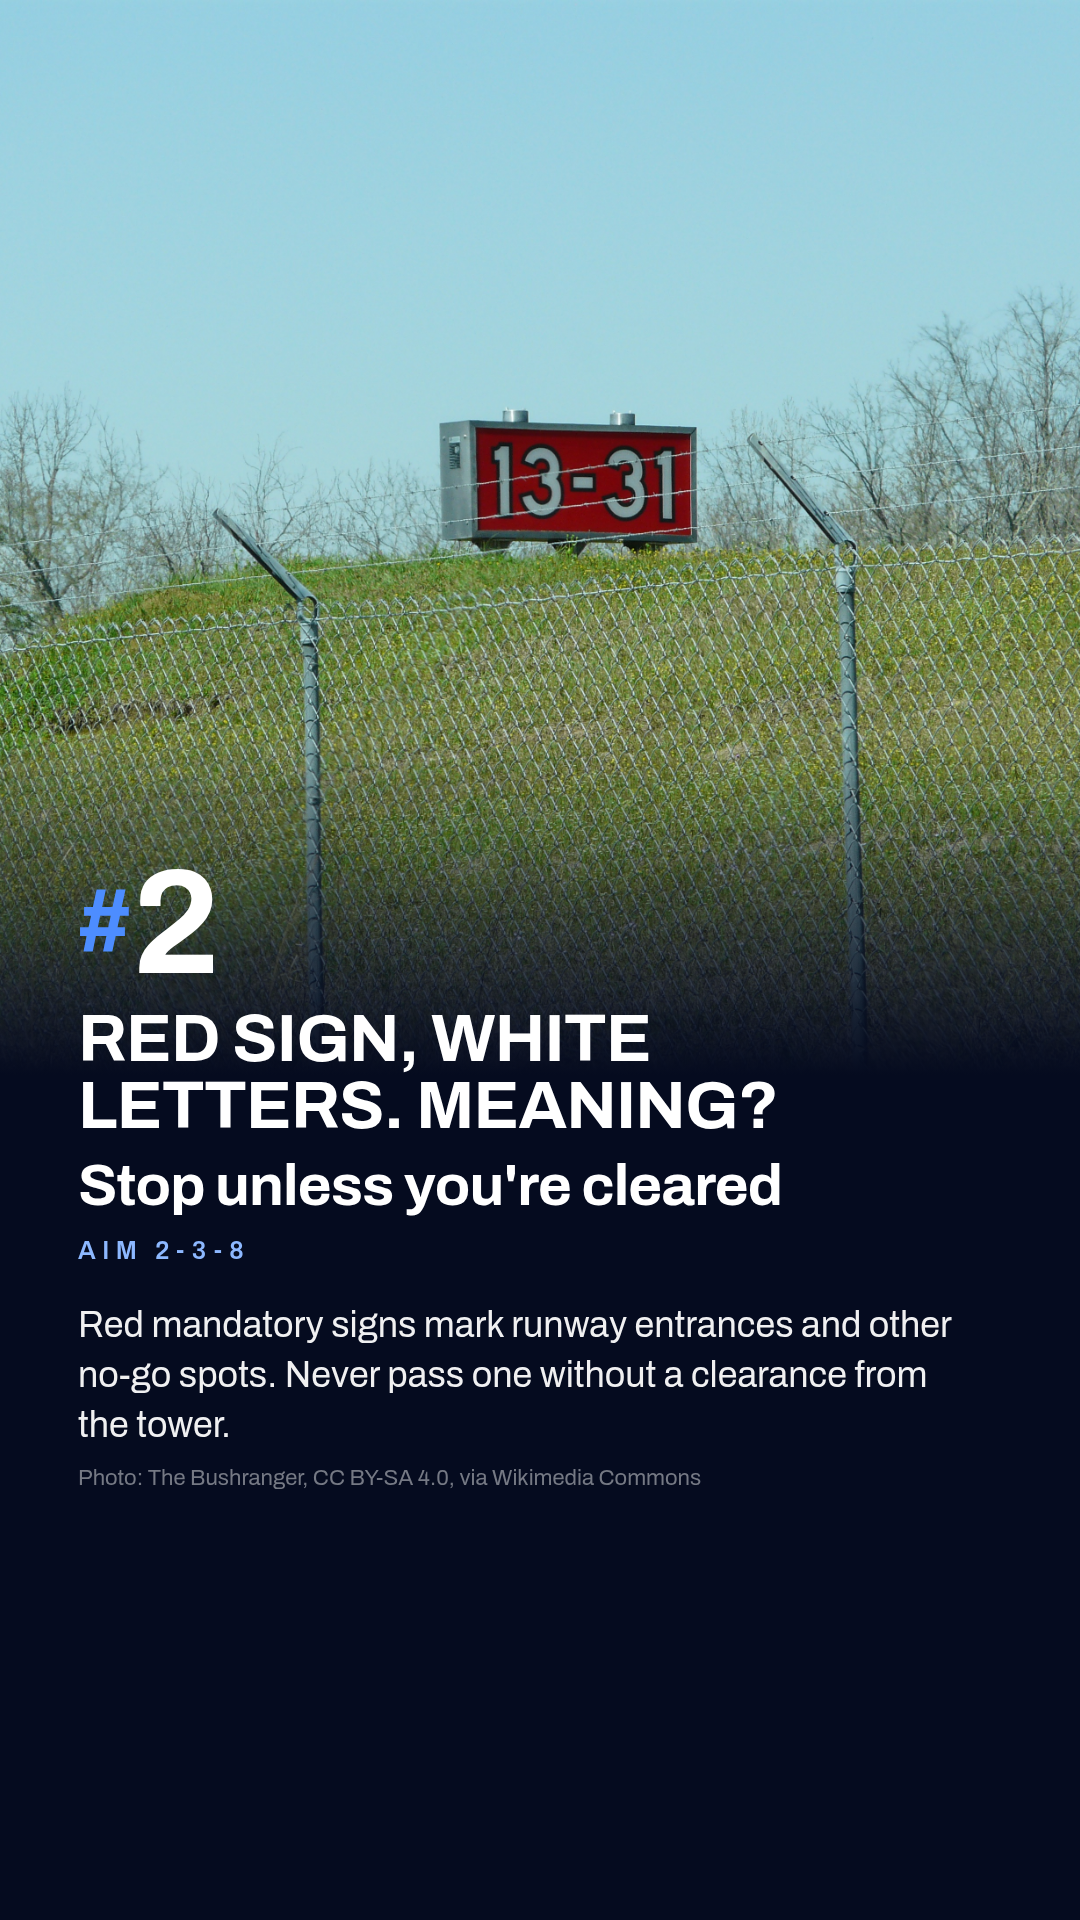 13-31
#2
RED SIGN, WHITE
LETTERS. MEANING?
Stop unless you're cleared
AIM 2-3-8
Red mandatory signs mark runway entrances and other
no-go spots. Never pass one without a clearance from
the tower.
Photo: The Bushranger, CC BY-SA 4.0, via Wikimedia Commons